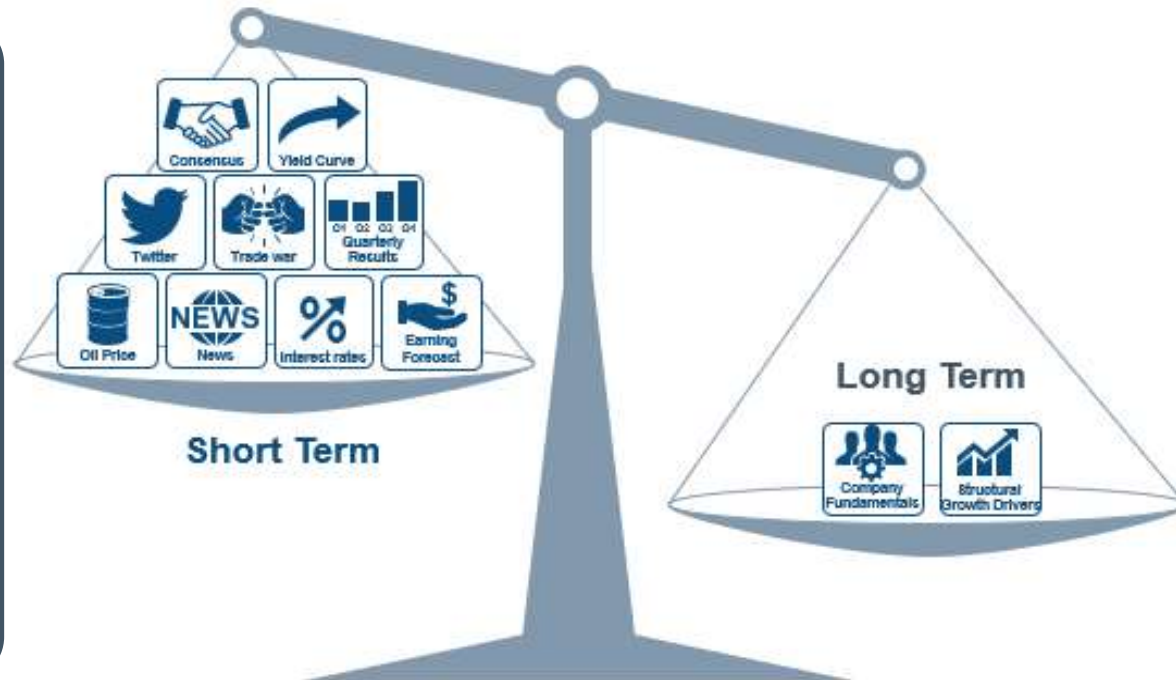 Consensus
Yield Curve
Twitter
Trade war
Q1 Q2 Q3 Q4
Quarterly
Results
Oil Price
NEWS
News
Interest rates
$
Earning
Forecast
Short Term
Long Term
Company
Fundamentals
Structural
Growth Drivers